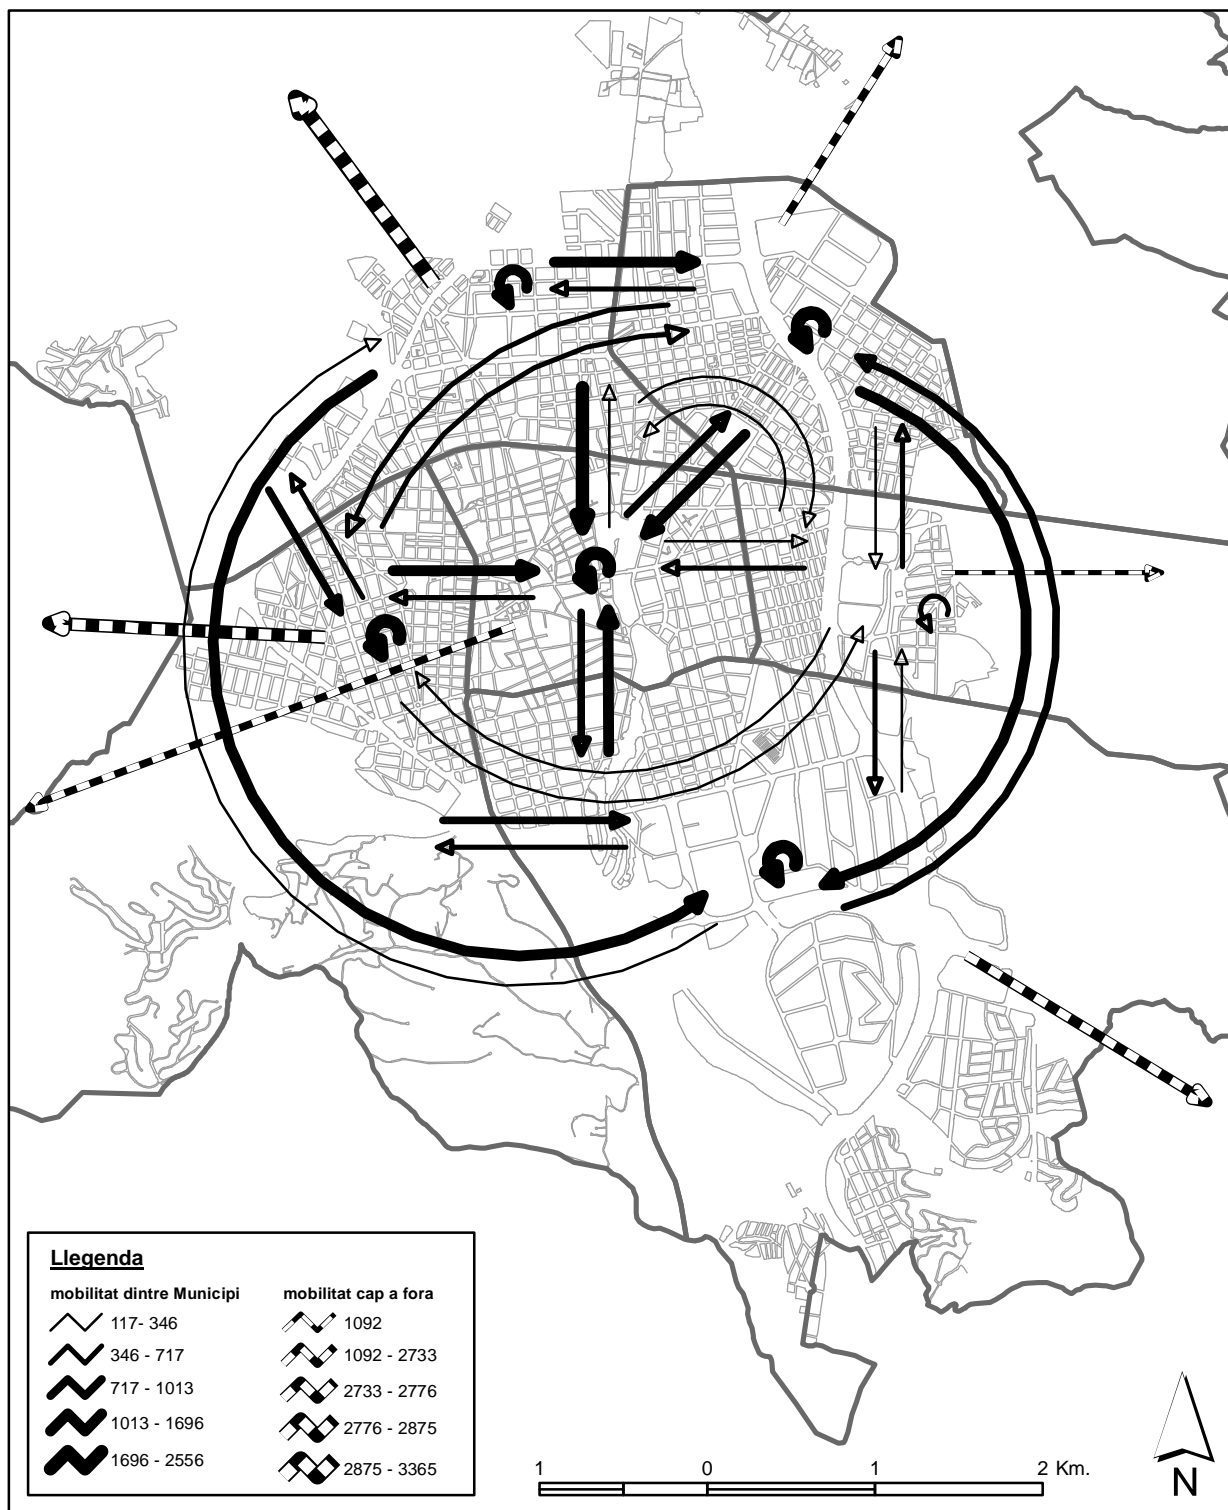 Llegenda
mobilitat dintre Municipi
117- 346
346 - 717
717 - 1013
1013 - 1696
1696 - 2556
mobilitat cap a fora
1092
1092 - 2733
2733 - 2776
2776 - 2875
2875 - 3365
1 0 1 2 Km.
N